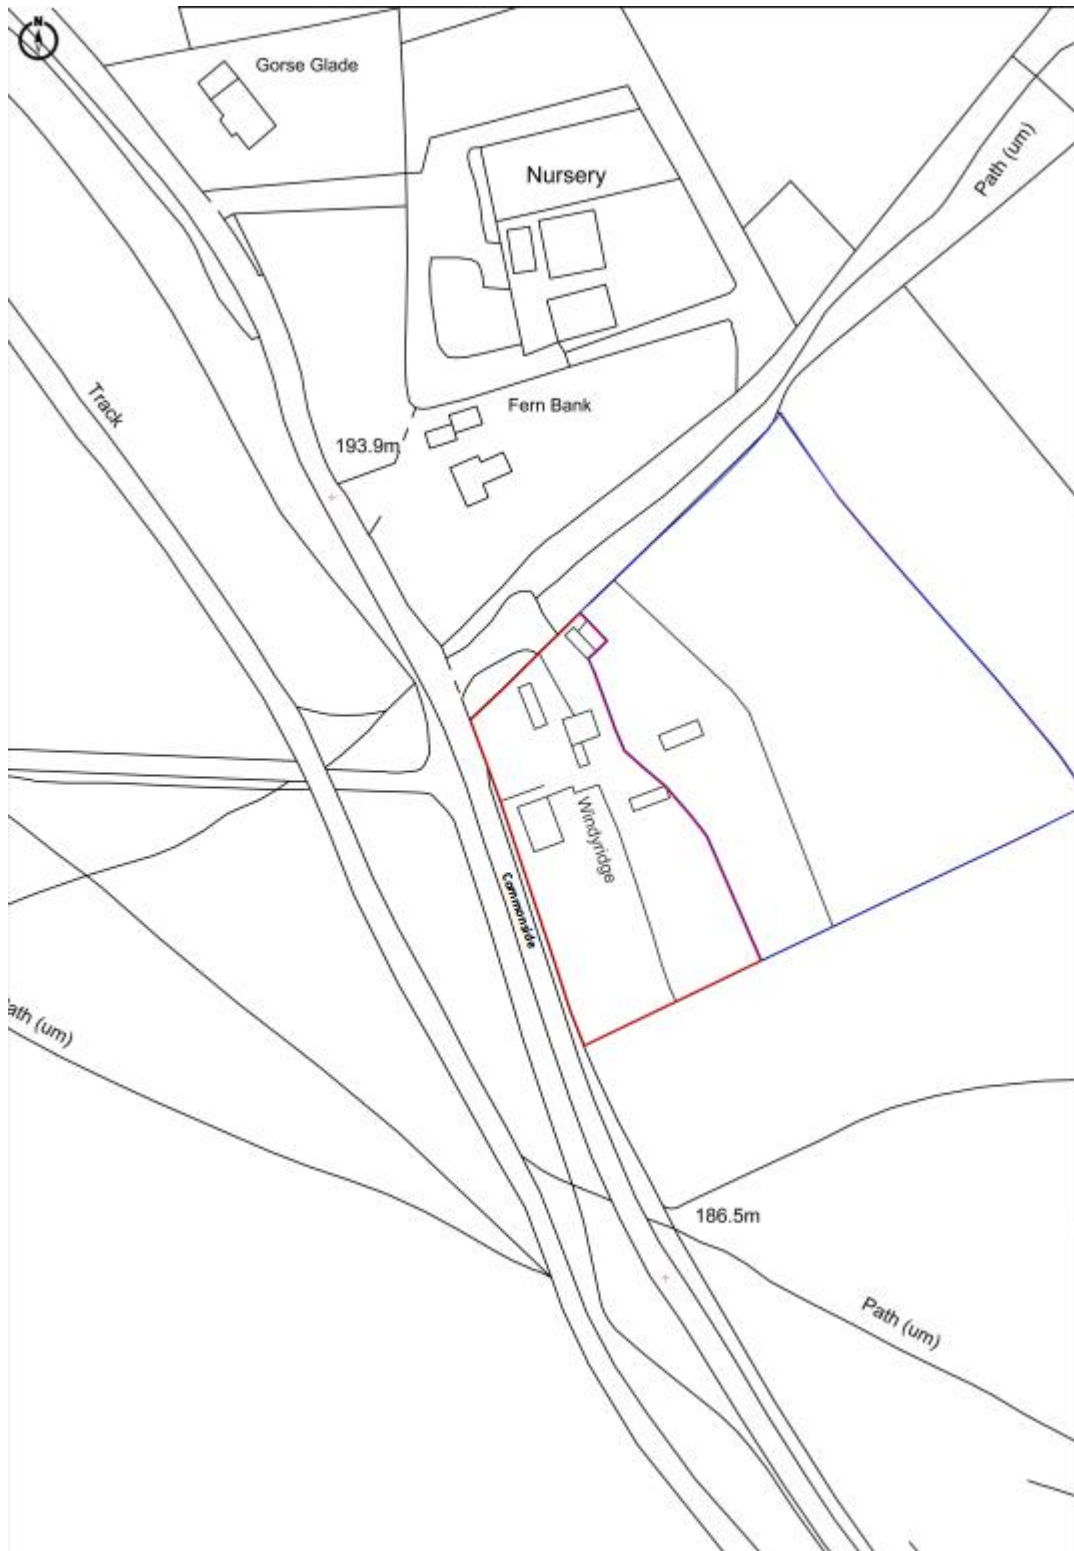 N
Gorse Glade
Path (um)
Nursery
Track
Fern Bank
193.9m
Windyridge
Commonside
ath (um)
186.5m
Path (um)